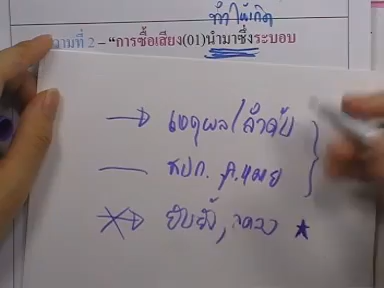 ทำให้เกิด
ความที่ 2 – “การซื้อเสียง(01)นำมาซึ่งระบอบ
→ เหตุผล/ลำดับ
— สปก. ค.หมาย
ยับยั้ง, ลดลง ★